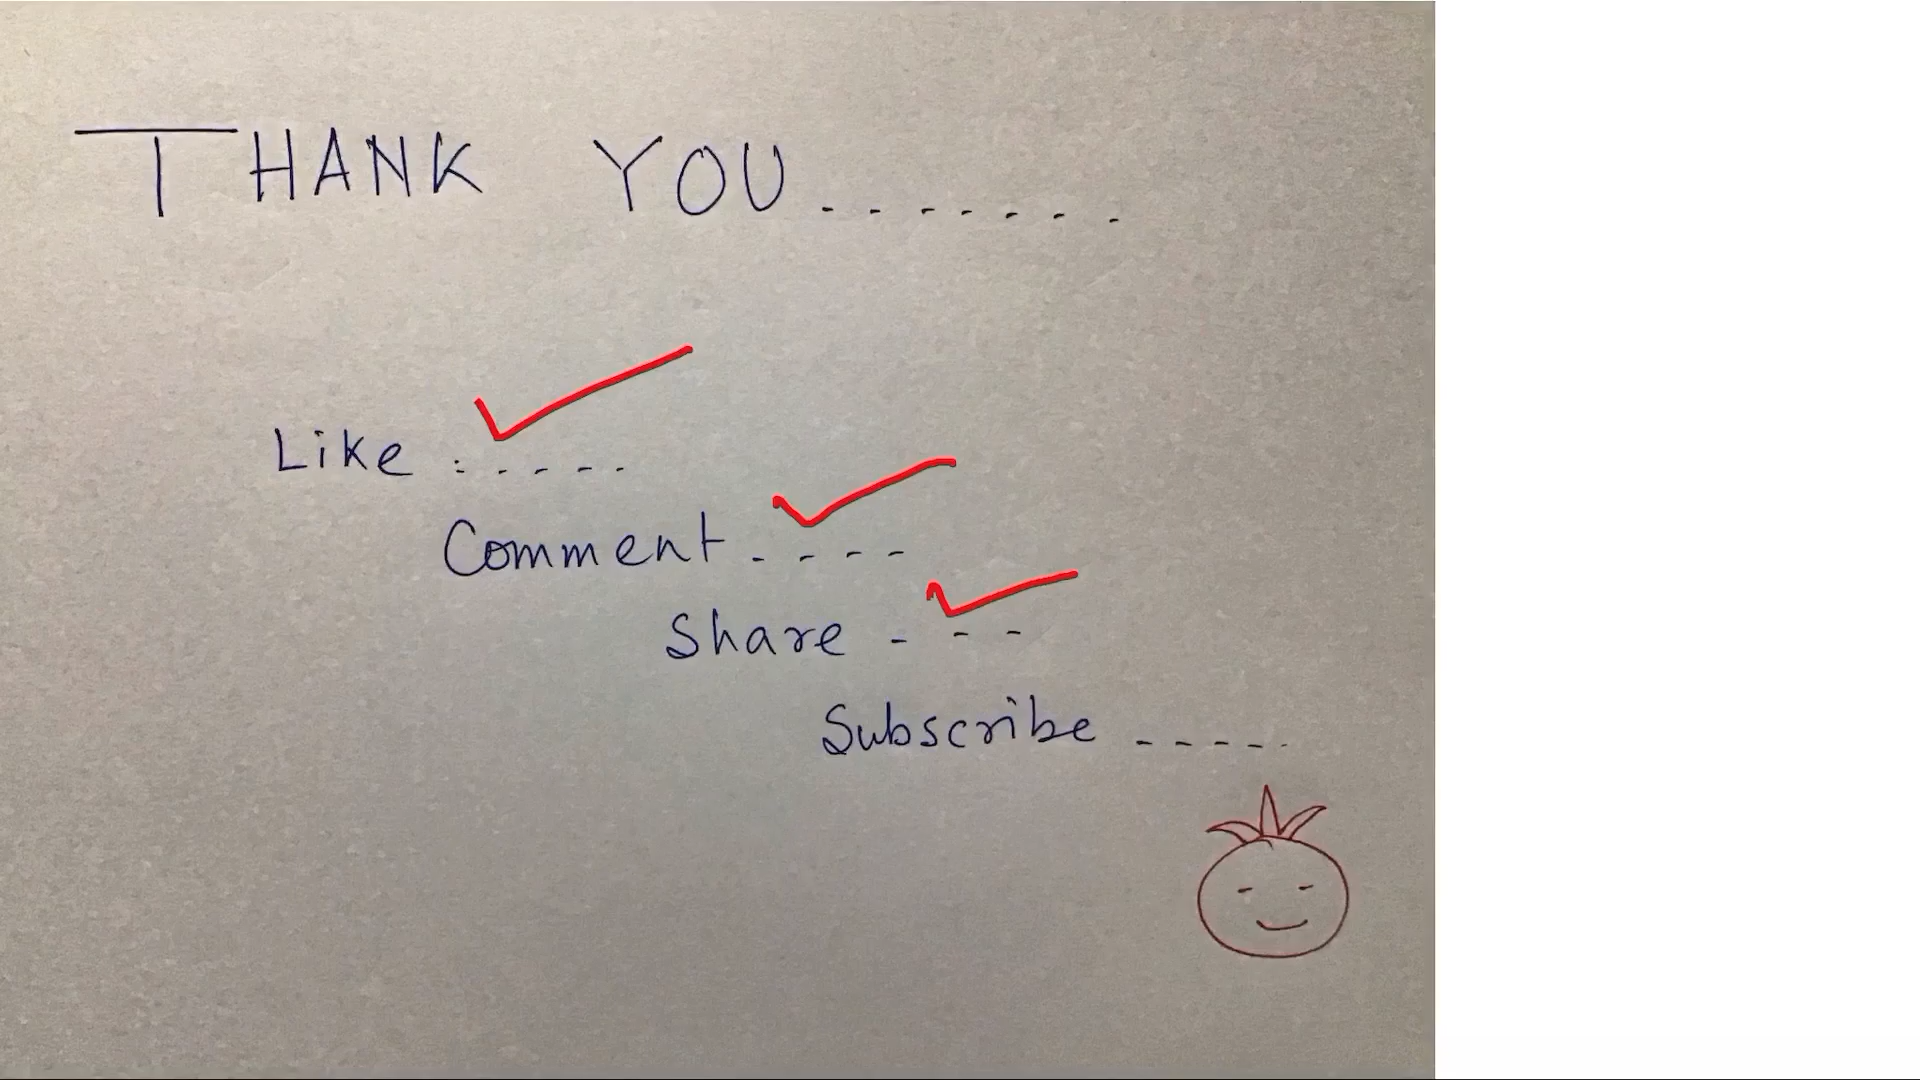 THANK YOU.......
Like .....
Comment ....
Share - - -
Subscribe -----